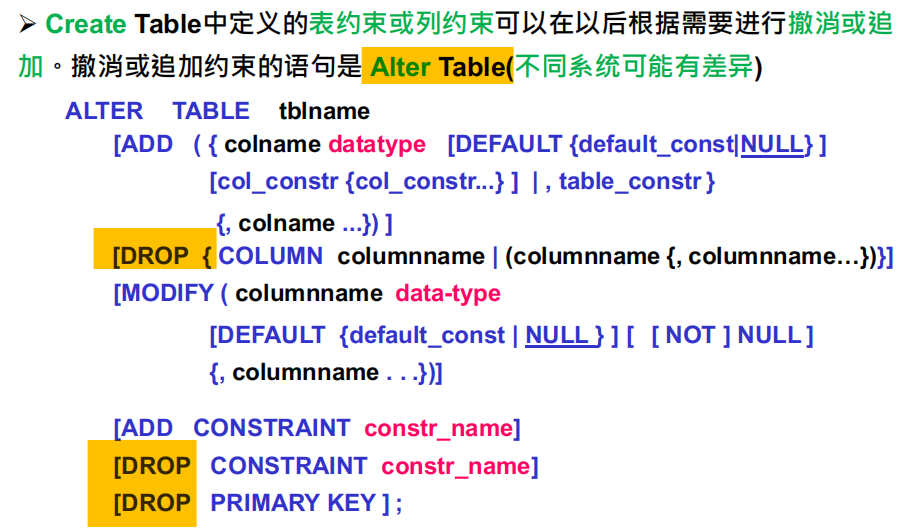 ➢ Create Table中定义的表约束或列约束可以在以后根据需要进行撤消或追
加。撤消或追加约束的语句是 Alter Table(不同系统可能有差异)
ALTER TABLE tblname
[ADD ( { colname datatype [DEFAULT {default_const|NULL} ]
[col_constr {col_constr...} ] | , table_constr }
{, colname ...}) ]
[DROP { COLUMN columnname | (columnname {, columnname…})}]
[MODIFY ( columnname data-type
[DEFAULT {default_const | NULL } ] [ [ NOT ] NULL ]
{, columnname . . .})]
[ADD CONSTRAINT constr_name]
[DROP CONSTRAINT constr_name]
[DROP PRIMARY KEY ] ;